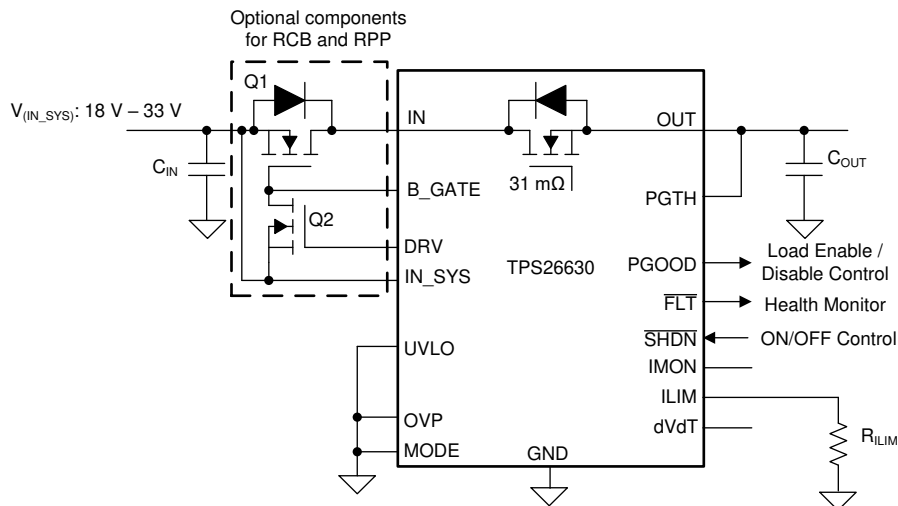 Optional components
for RCB and RPP
Q1
V(IN_SYS): 18 V – 33 V
IN
OUT
CIN
COUT
31 mΩ
B_GATE
PGTH
Q2
DRV
TPS26630
PGOOD
Load Enable /
Disable Control
IN_SYS
FLT
Health Monitor
SHDN
ON/OFF Control
UVLO
IMON
ILIM
OVP
dVdT
RILIM
MODE
GND